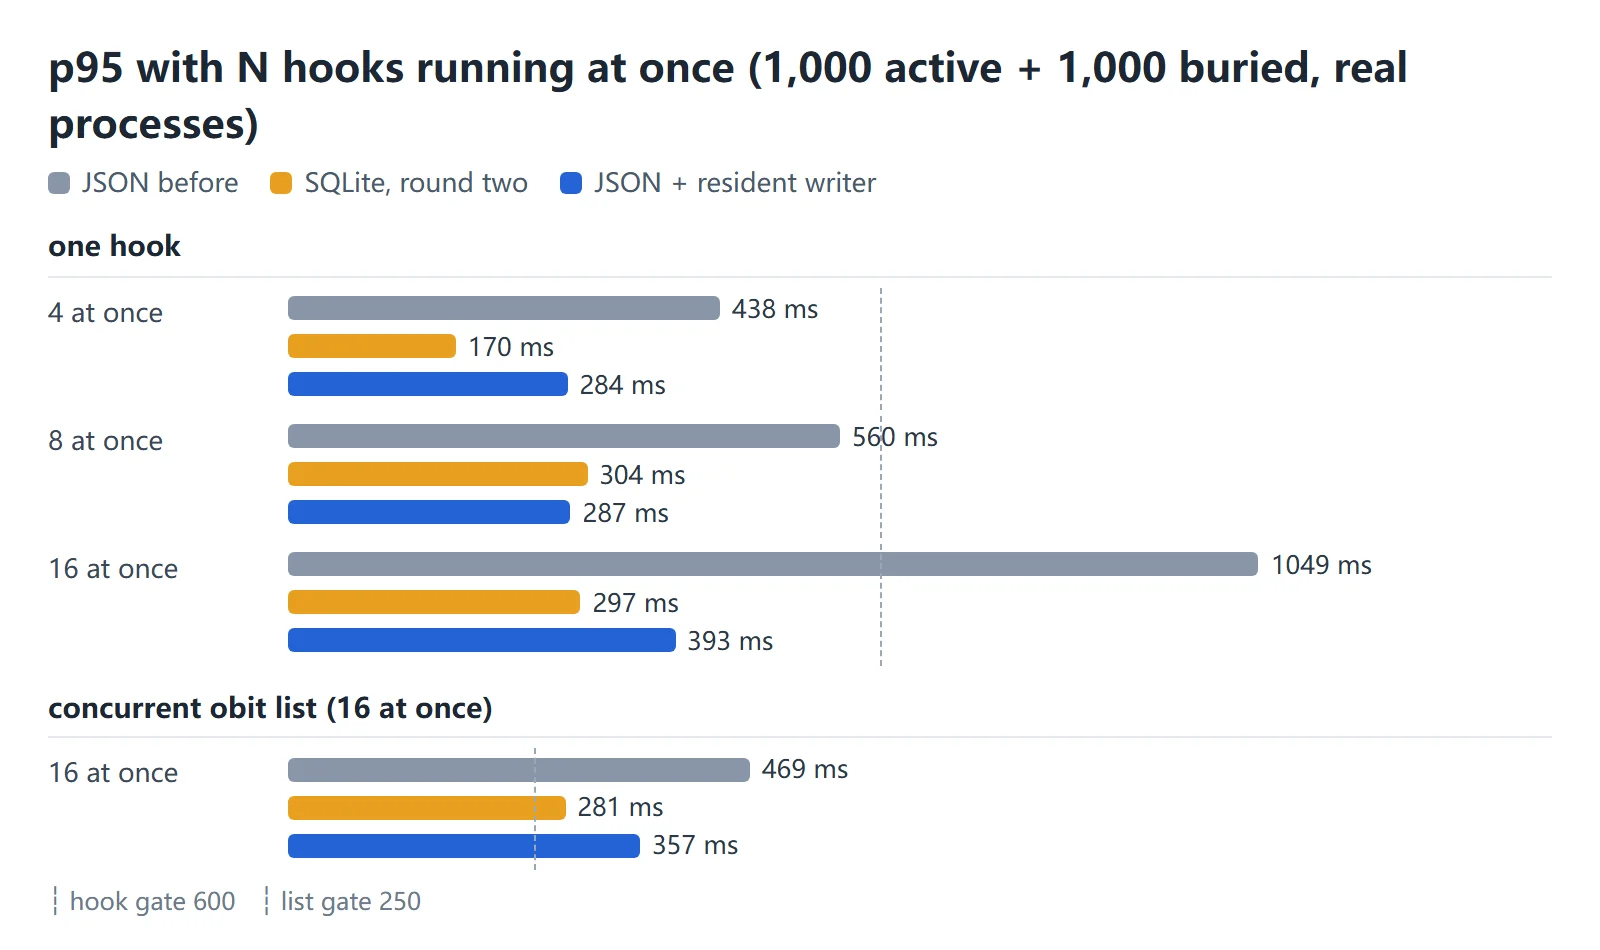 p95 with N hooks running at once (1,000 active + 1,000 buried, real
processes)
JSON before SQLite, round two JSON + resident writer
one hook
4 at once
438 ms
170 ms
284 ms
8 at once
560 ms
304 ms
287 ms
16 at once
1049 ms
297 ms
393 ms
concurrent obit list (16 at once)
16 at once
469 ms
281 ms
357 ms
hook gate 600 list gate 250